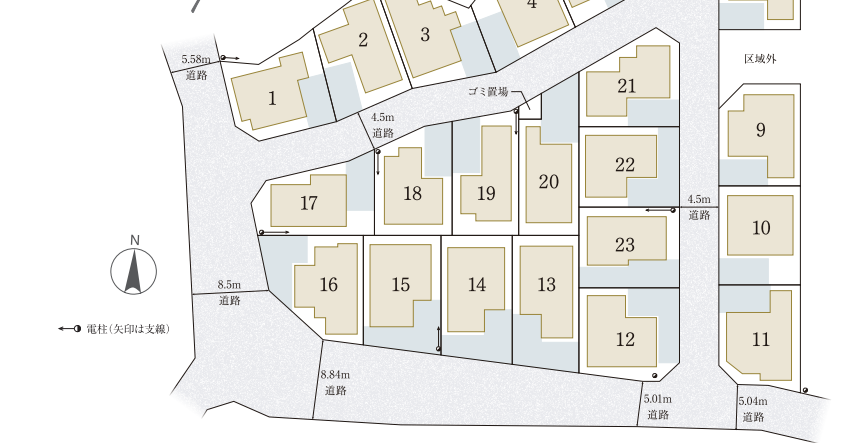 4
2
3
5.58m
道路
区域外
1
ゴミ置場
21
4.5m
道路
9
22
18
19
20
17
4.5m
道路
10
23
N
16
15
14
13
8.5m
道路
電柱（矢印は支線）
12
11
8.84m
道路
5.01m
道路
5.04m
道路